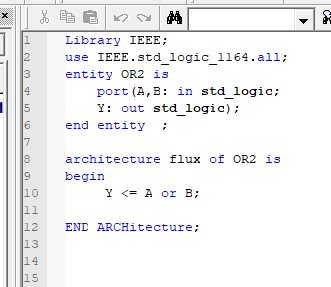 1 Library IEEE;
2 use IEEE.std_logic_1164.all;
3 entity OR2 is
4 port(A,B: in std_logic;
5 Y: out std_logic);
6 end entity ;
7
8 architecture flux of OR2 is
9 begin
10 Y <= A or B;
11
12 END ARCHitecture;
13
14
15